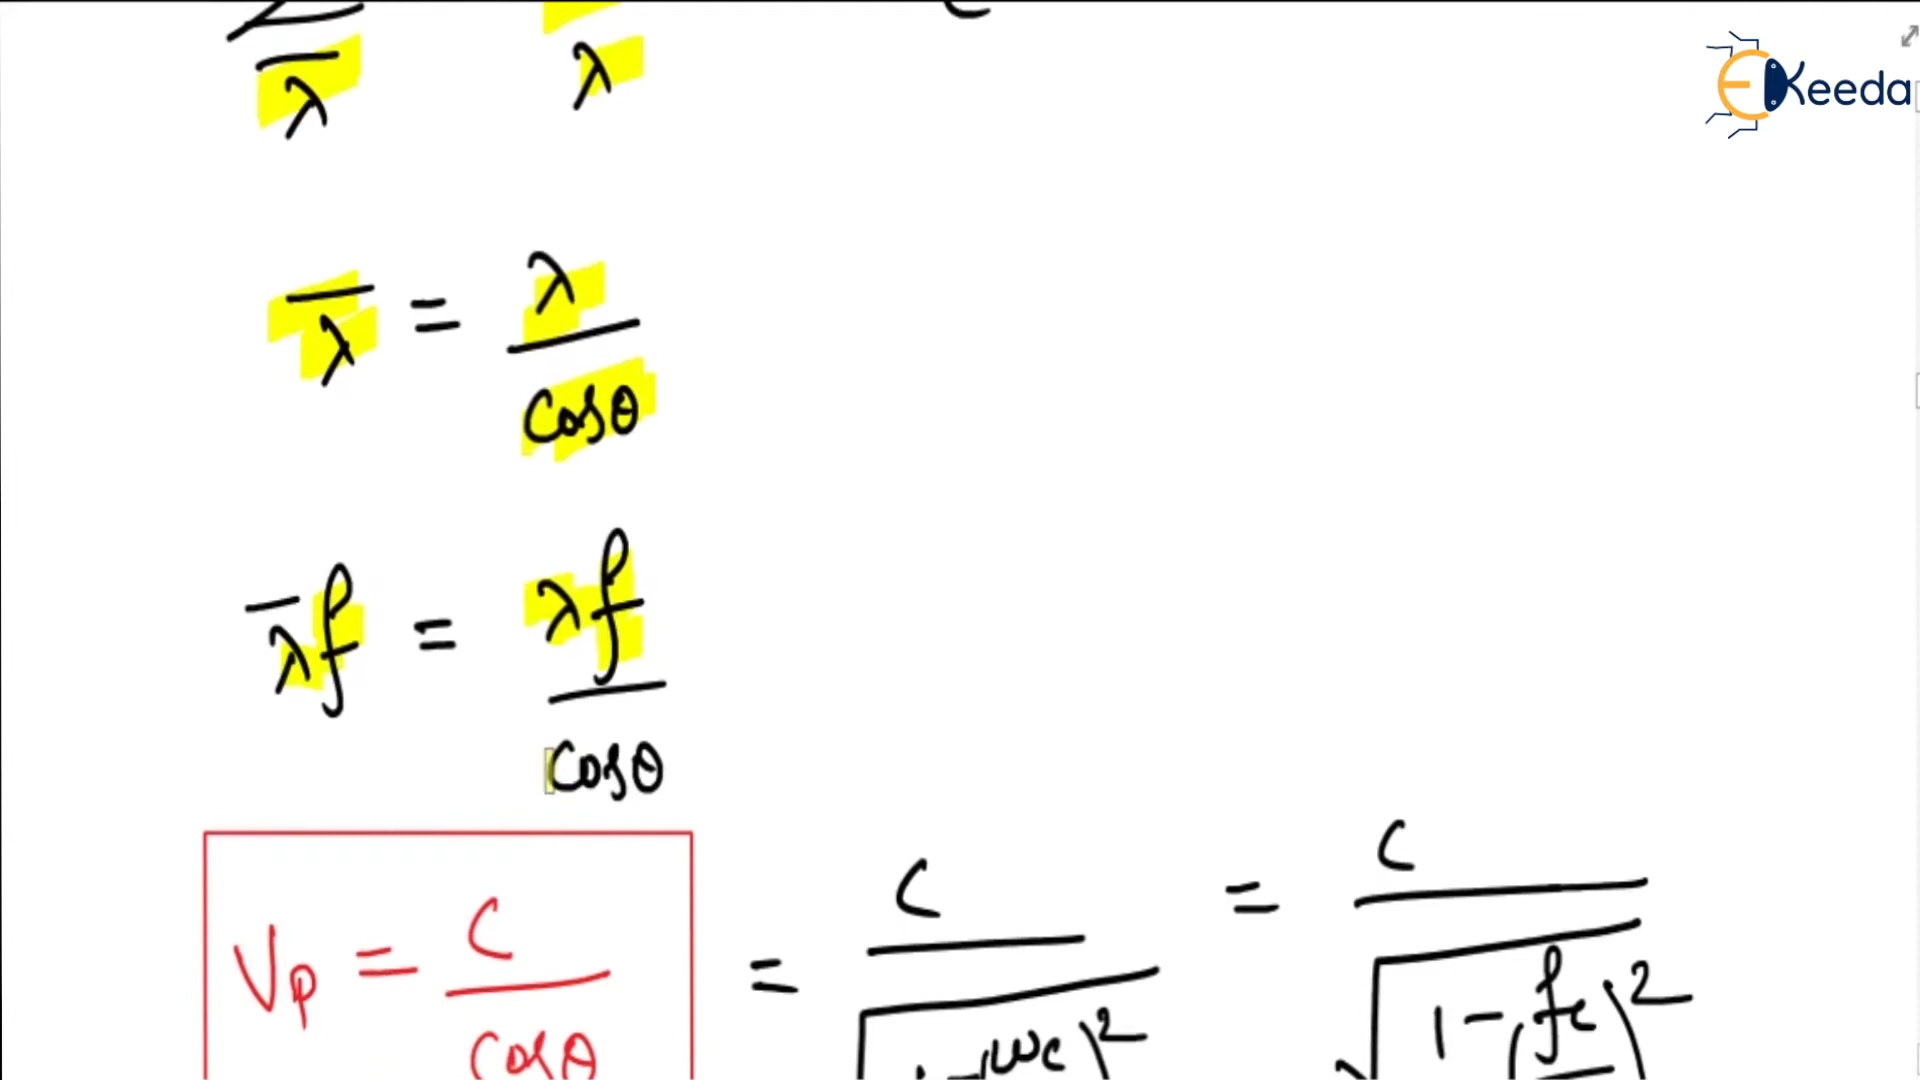 λ̄ λ
EKeeda
λ̄ = λ / cosθ
λ̄f = λf / cosθ
Vp = C / cosθ = C / √(1-(ωc)² = C / √(1-(fc)²